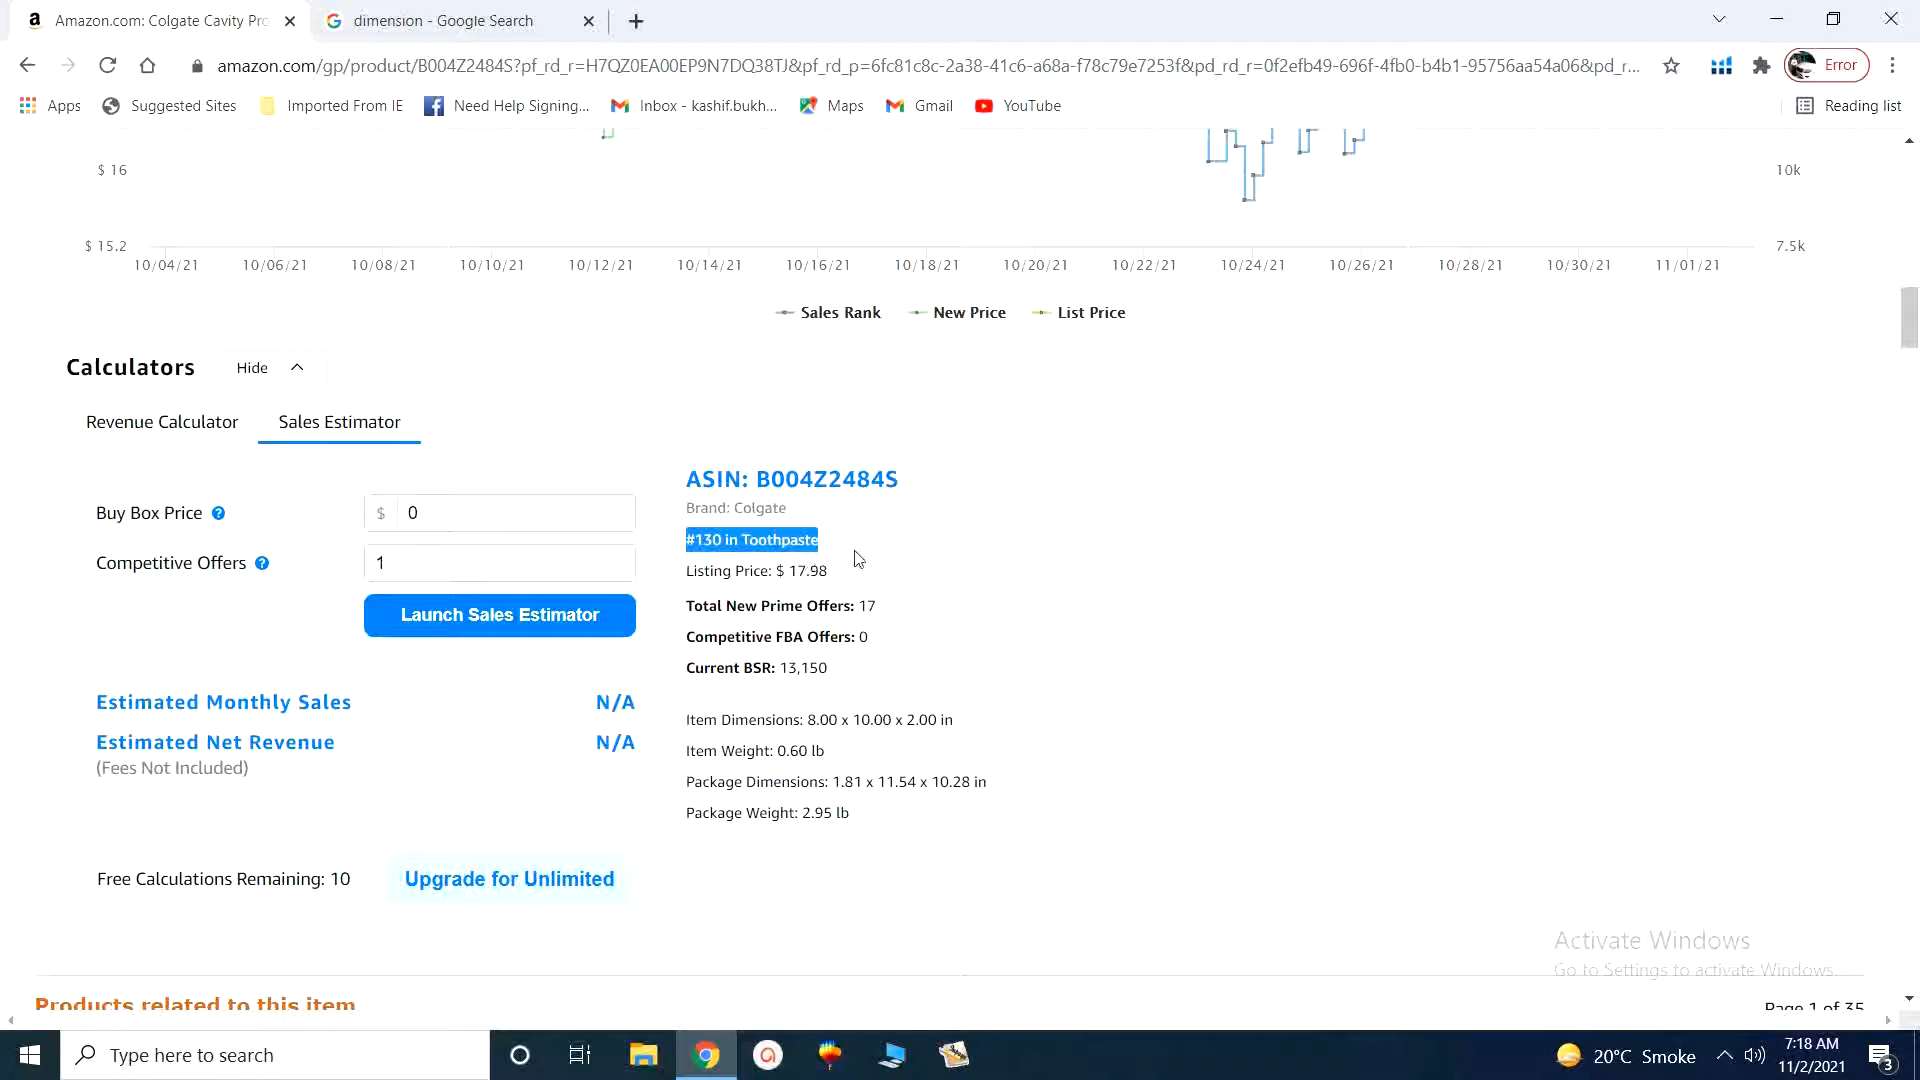 Amazon.com: Colgate Cavity Pro
dimension - Google Search
amazon.com/gp/product/B004Z2484S?pf_rd_r=H7QZ0EA00EP9N7DQ38TJ&pf_rd_p=6fc81c8c-2a38-41c6-a68a-f78c79e7253f&pd_rd_r=0f2efb49-696f-4fb0-b4b1-95756aa54a06&pd_r...
Error
Apps
Suggested Sites
Imported From IE
Need Help Signing...
Inbox - kashif.bukh...
Maps
Gmail
YouTube
Reading list
$ 16
10k
$ 15.2
7.5k
10/04/21 10/06/21 10/08/21 10/10/21 10/12/21 10/14/21 10/16/21 10/18/21 10/20/21 10/22/21 10/24/21 10/26/21 10/28/21 10/30/21 11/01/21
Sales Rank New Price List Price
Calculators
Hide
Revenue Calculator
Sales Estimator
Buy Box Price
$ 0
Competitive Offers
1
Launch Sales Estimator
Estimated Monthly Sales
N/A
Estimated Net Revenue
N/A
(Fees Not Included)
Free Calculations Remaining: 10
Upgrade for Unlimited
ASIN: B004Z2484S
Brand: Colgate
#130 in Toothpaste
Listing Price: $ 17.98
Total New Prime Offers: 17
Competitive FBA Offers: 0
Current BSR: 13,150
Item Dimensions: 8.00 x 10.00 x 2.00 in
Item Weight: 0.60 lb
Package Dimensions: 1.81 x 11.54 x 10.28 in
Package Weight: 2.95 lb
Activate Windows
Go to Settings to activate Windows.
Products related to this item
Page 1 of 35
Type here to search
20°C Smoke
7:18 AM
11/2/2021
3